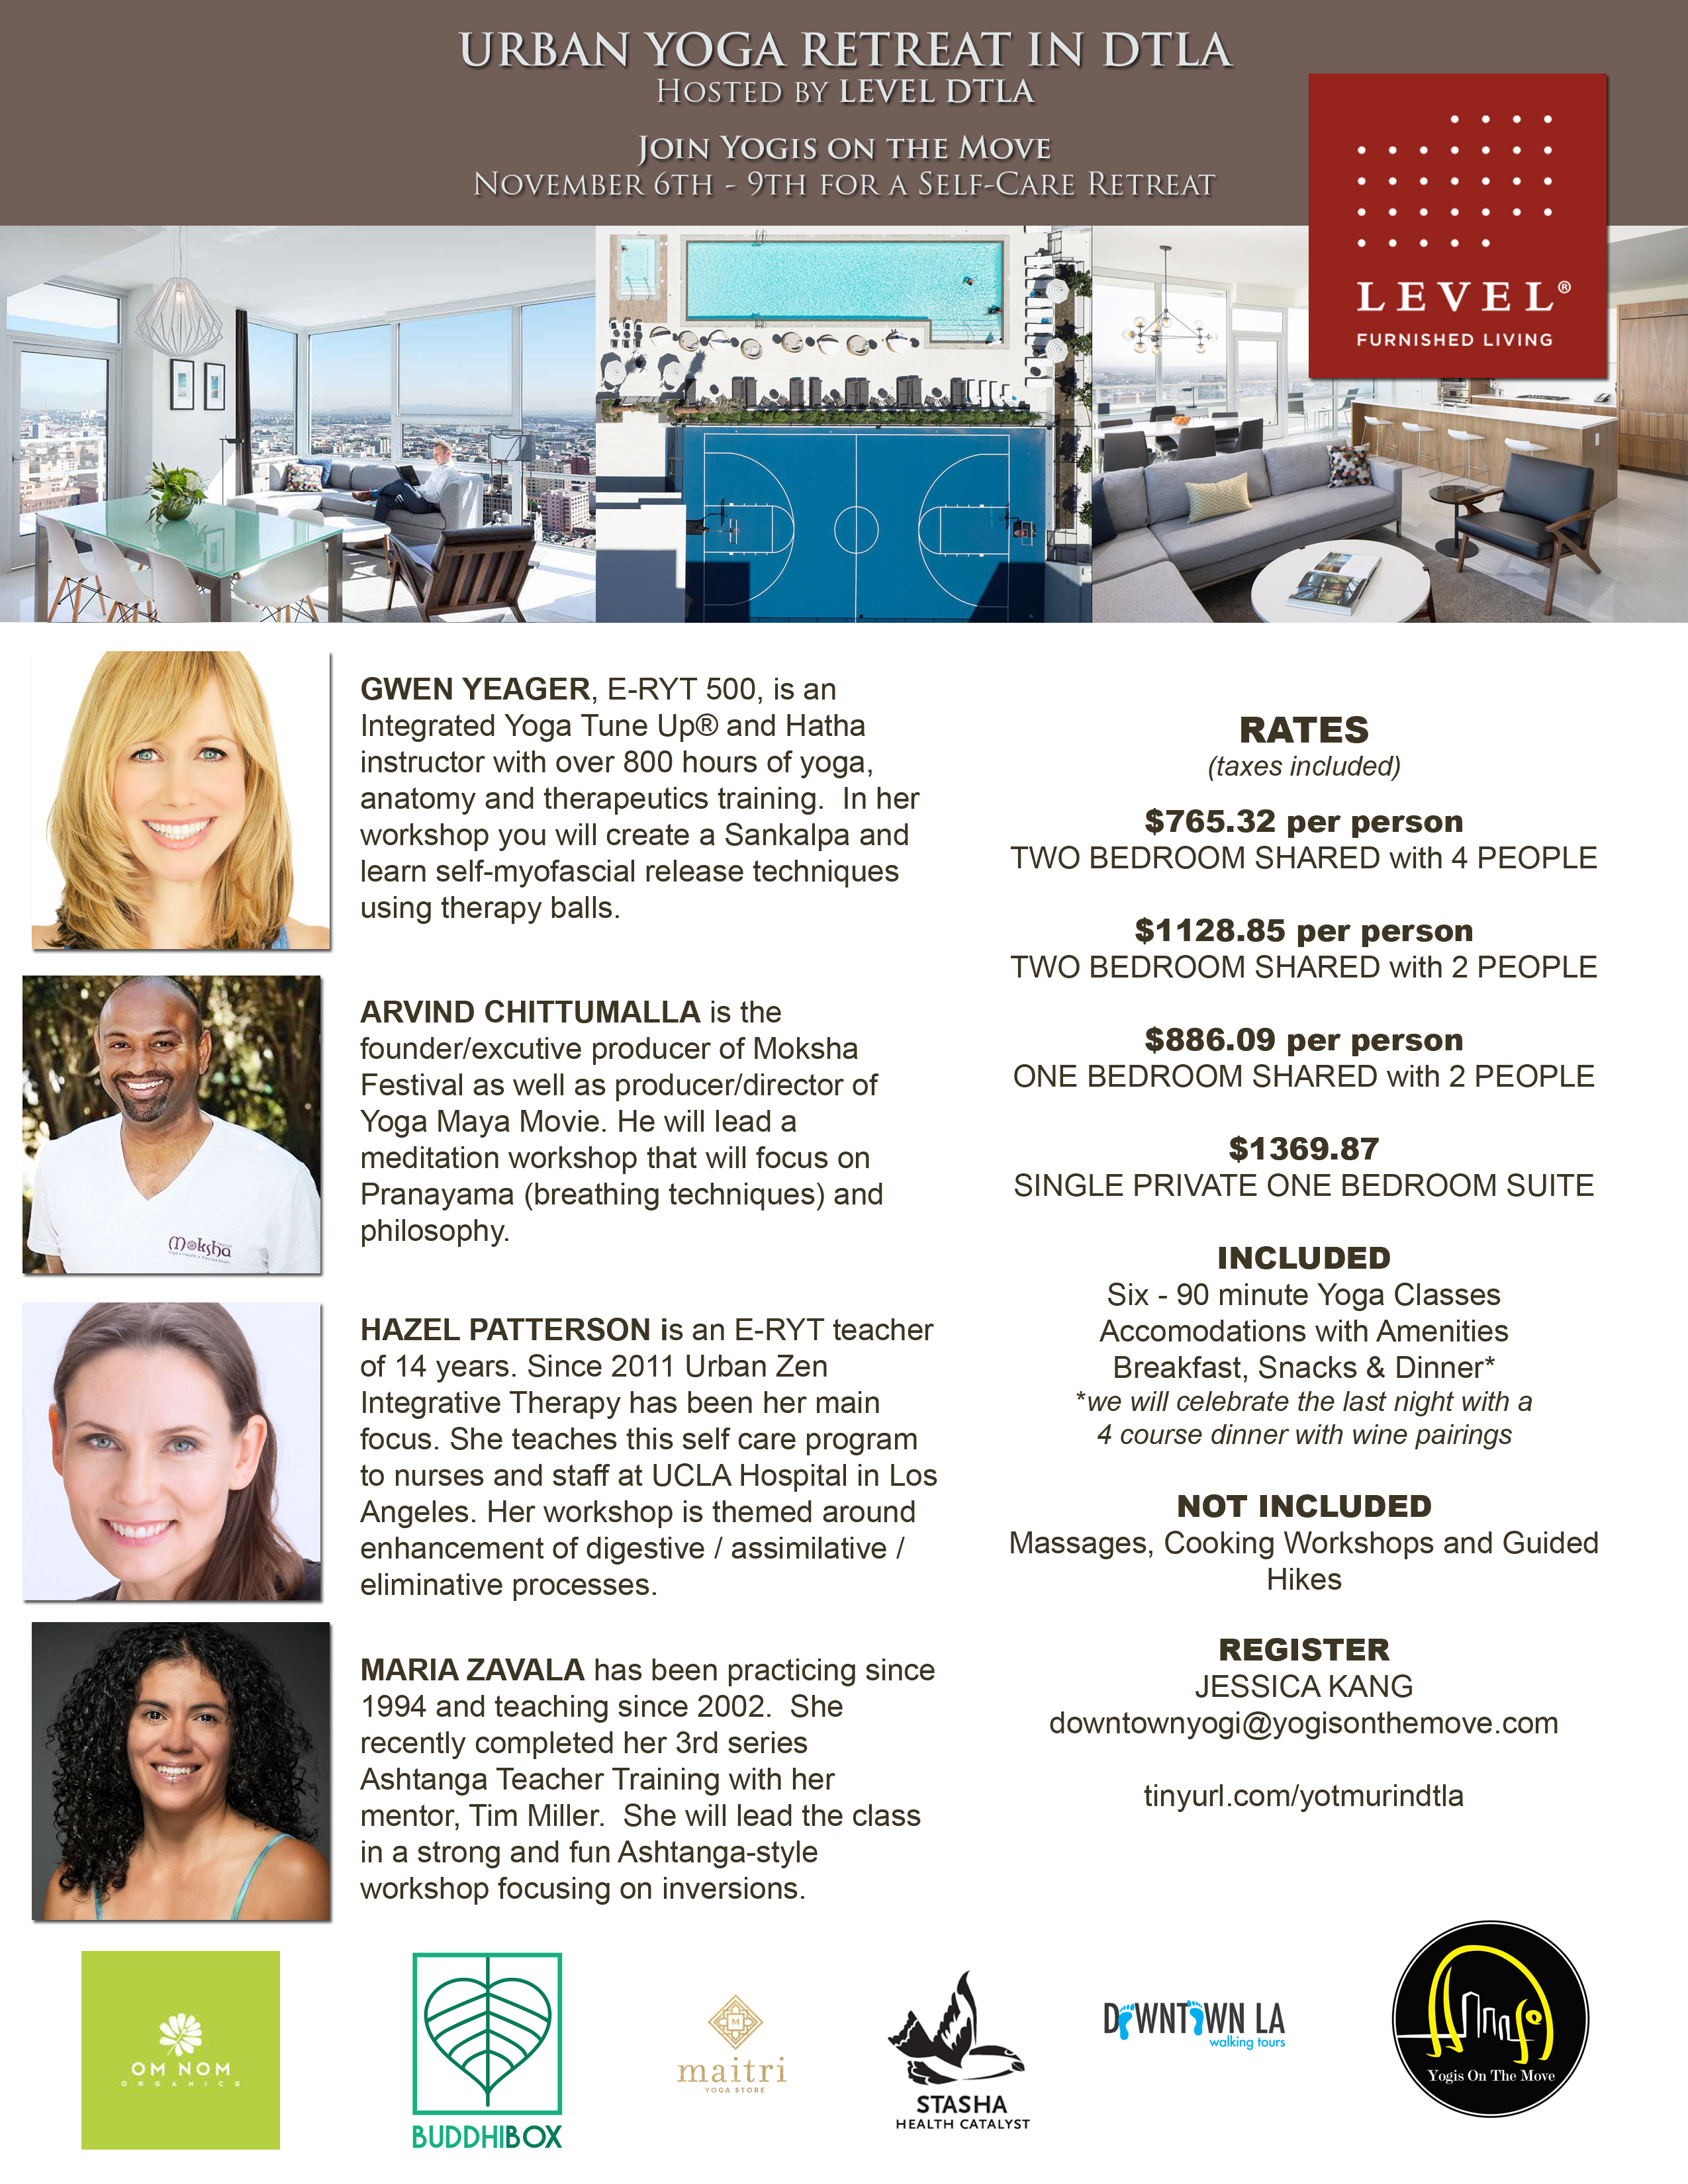 URBAN YOGA RETREAT IN DTLA
HOSTED BY LEVEL DTLA
JOIN YOGIS ON THE MOVE
NOVEMBER 6TH - 9TH FOR A SELF-CARE RETREAT
LEVEL®
FURNISHED LIVING
GWEN YEAGER, E-RYT 500, is an
Integrated Yoga Tune Up® and Hatha
instructor with over 800 hours of yoga,
anatomy and therapeutics training. In her
workshop you will create a Sankalpa and
learn self-myofascial release techniques
using therapy balls.
ARVIND CHITTUMALLA is the
founder/excutive producer of Moksha
Festival as well as producer/director of
Yoga Maya Movie. He will lead a
meditation workshop that will focus on
Pranayama (breathing techniques) and
philosophy.
Moksha
HAZEL PATTERSON is an E-RYT teacher
of 14 years. Since 2011 Urban Zen
Integrative Therapy has been her main
focus. She teaches this self care program
to nurses and staff at UCLA Hospital in Los
Angeles. Her workshop is themed around
enhancement of digestive / assimilative /
eliminative processes.
MARIA ZAVALA has been practicing since
1994 and teaching since 2002. She
recently completed her 3rd series
Ashtanga Teacher Training with her
mentor, Tim Miller. She will lead the class
in a strong and fun Ashtanga-style
workshop focusing on inversions.
RATES
(taxes included)
$765.32 per person
TWO BEDROOM SHARED with 4 PEOPLE
$1128.85 per person
TWO BEDROOM SHARED with 2 PEOPLE
$886.09 per person
ONE BEDROOM SHARED with 2 PEOPLE
$1369.87
SINGLE PRIVATE ONE BEDROOM SUITE
INCLUDED
Six - 90 minute Yoga Classes
Accomodations with Amenities
Breakfast, Snacks & Dinner*
*we will celebrate the last night with a
4 course dinner with wine pairings
NOT INCLUDED
Massages, Cooking Workshops and Guided
Hikes
REGISTER
JESSICA KANG
downtownyogi@yogisonthemove.com
tinyurl.com/yotmurindtla
OM NOM
ORGANICS
BUDDHIBOX
M
maitri
YOGA STORE
STASHA
HEALTH CATALYST
DOWNTOWN LA
walking tours
Yogis On The Move